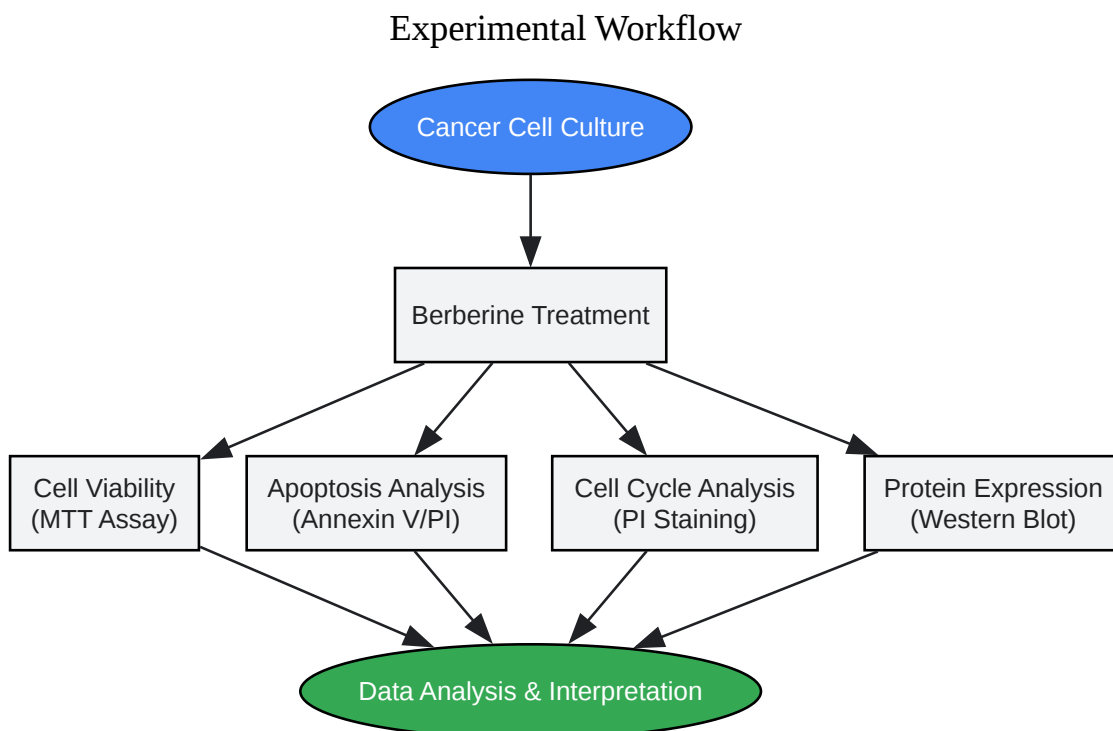 Experimental Workflow
Cancer Cell Culture
Berberine Treatment
Cell Viability
(MTT Assay)
Apoptosis Analysis
(Annexin V/PI)
Cell Cycle Analysis
(PI Staining)
Protein Expression
(Western Blot)
Data Analysis & Interpretation